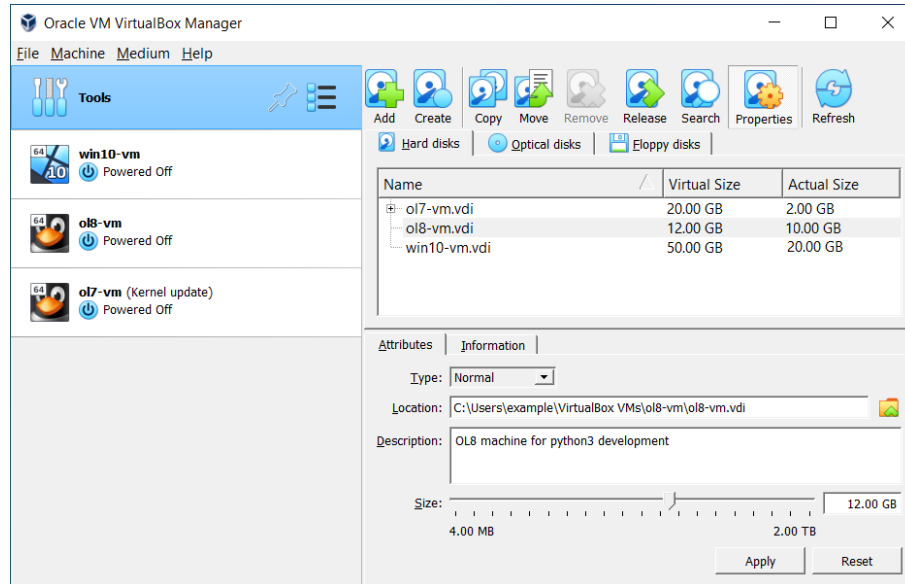 Oracle VM VirtualBox Manager
File Machine Medium Help
Tools
Add Create Copy Move Remove Release Search Properties Refresh
Hard disks Optical disks Floppy disks
64 win10-vm
10 Powered Off
Name Virtual Size Actual Size
ol7-vm.vdi 20.00 GB 2.00 GB
64 ol8-vm
ol8-vm.vdi 12.00 GB 10.00 GB
Powered Off
win10-vm.vdi 50.00 GB 20.00 GB
64 ol7-vm (Kernel update)
Powered Off
Attributes Information
Type: Normal
Location: C:\Users\example\VirtualBox VMs\ol8-vm\ol8-vm.vdi
Description: OL8 machine for python3 development
Size: 12.00 GB
4.00 MB 2.00 TB
Apply Reset